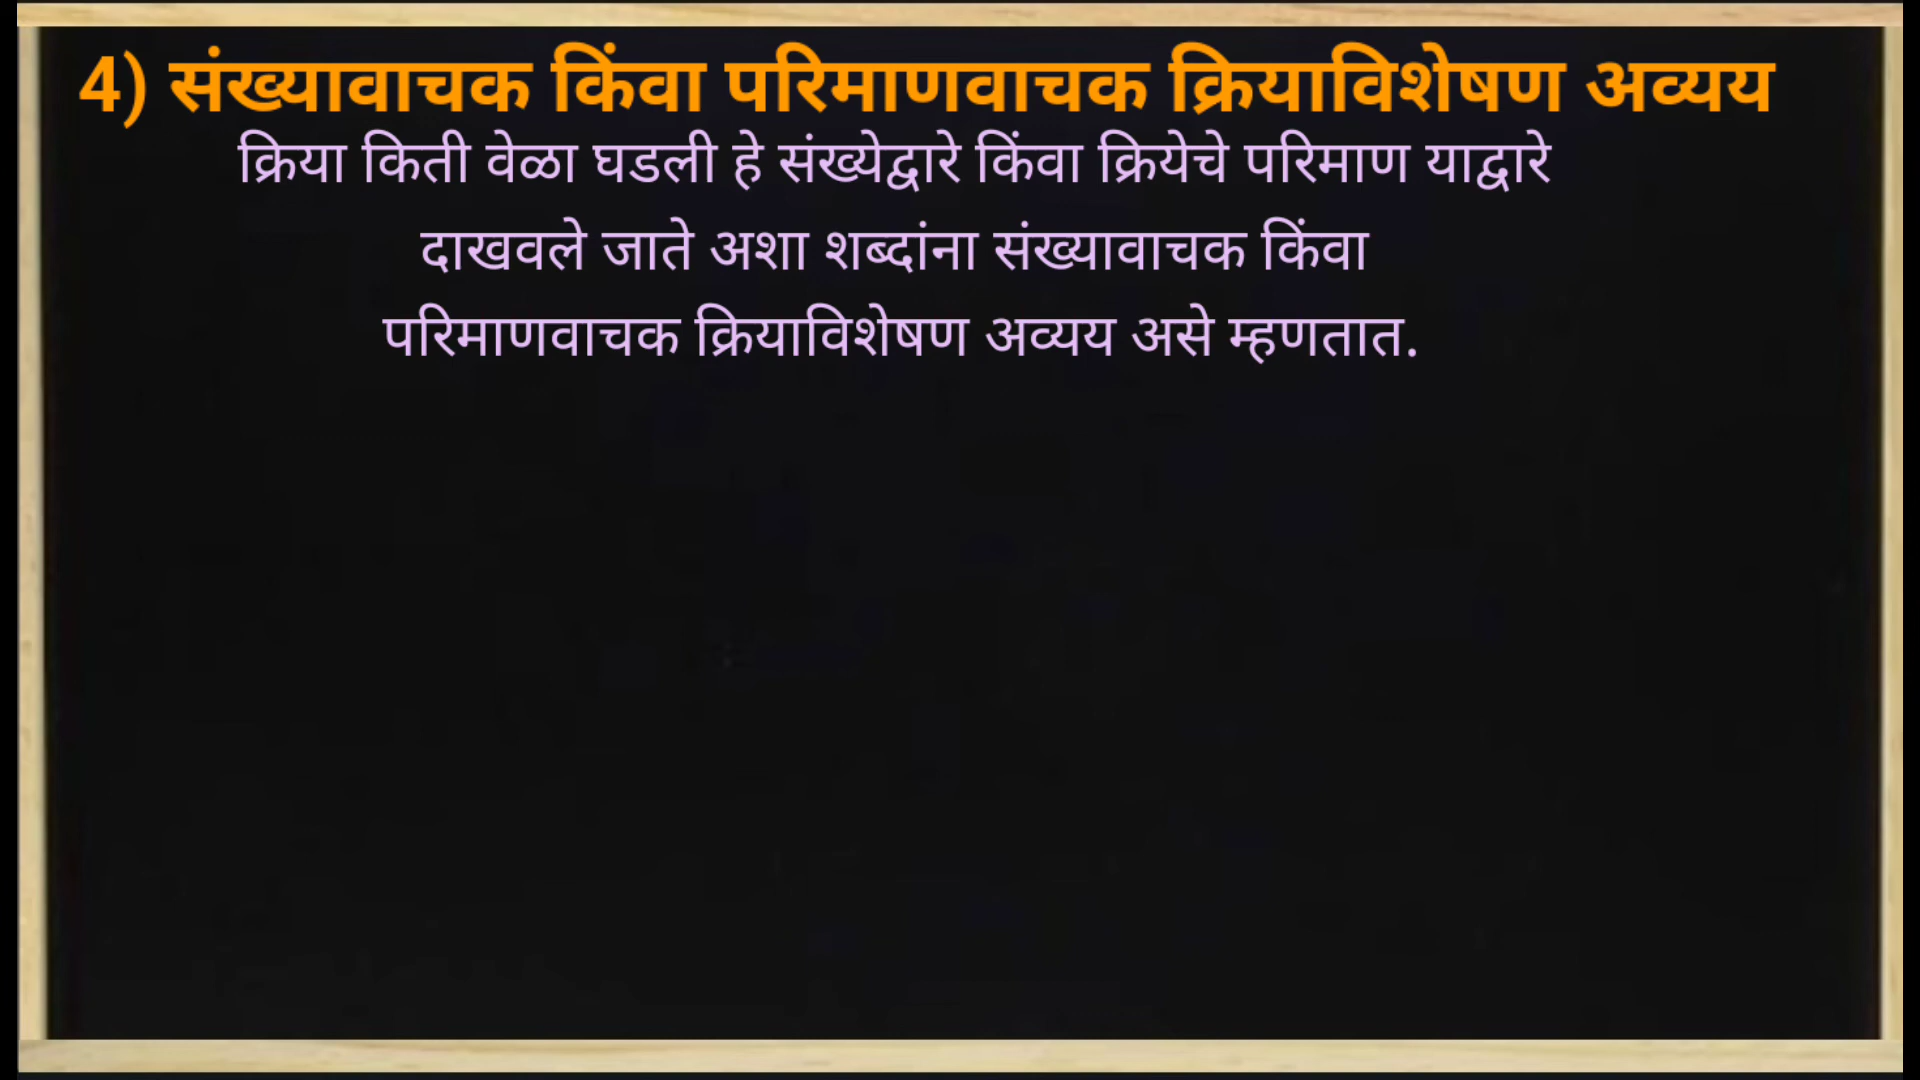 4) संख्यावाचक किंवा परिमाणवाचक क्रियाविशेषण अव्यय
क्रिया किती वेळा घडली हे संख्येद्वारे किंवा क्रियेचे परिमाण याद्वारे
दाखवले जाते अशा शब्दांना संख्यावाचक किंवा
परिमाणवाचक क्रियाविशेषण अव्यय असे म्हणतात.